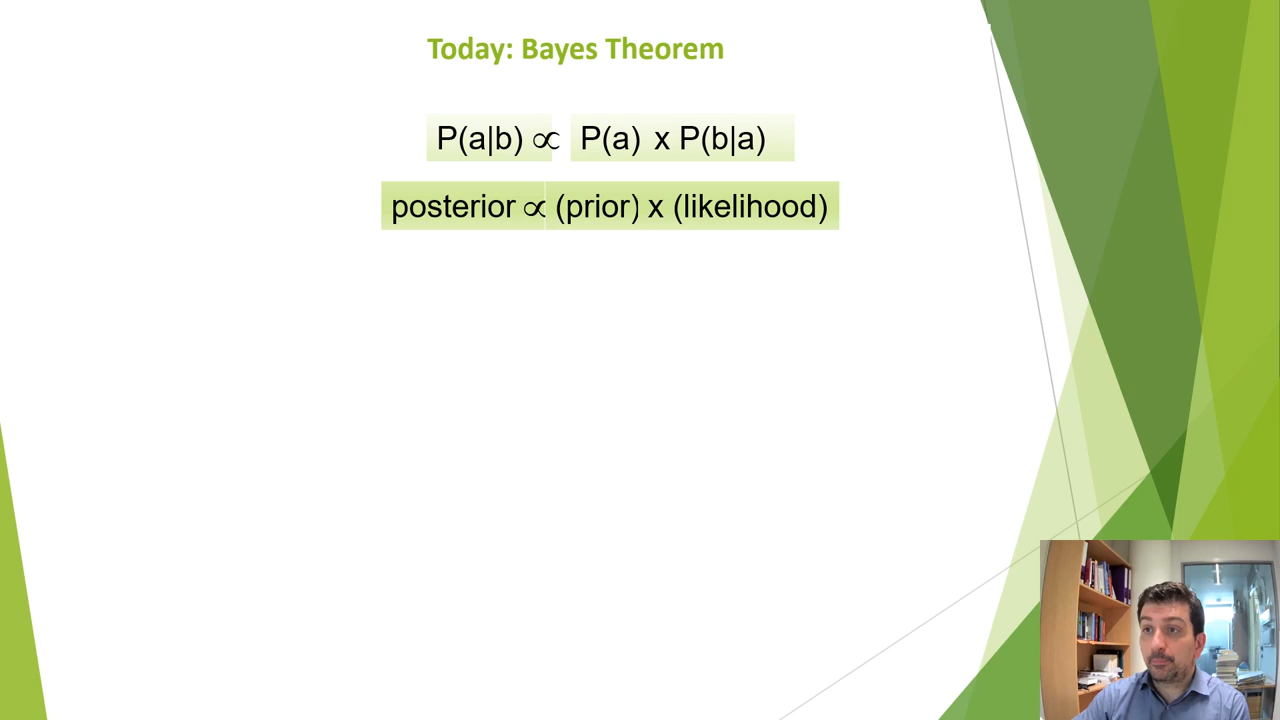 Today: Bayes Theorem
P(a|b) ∝ P(a) x P(b|a)
posterior ∝ (prior) x (likelihood)